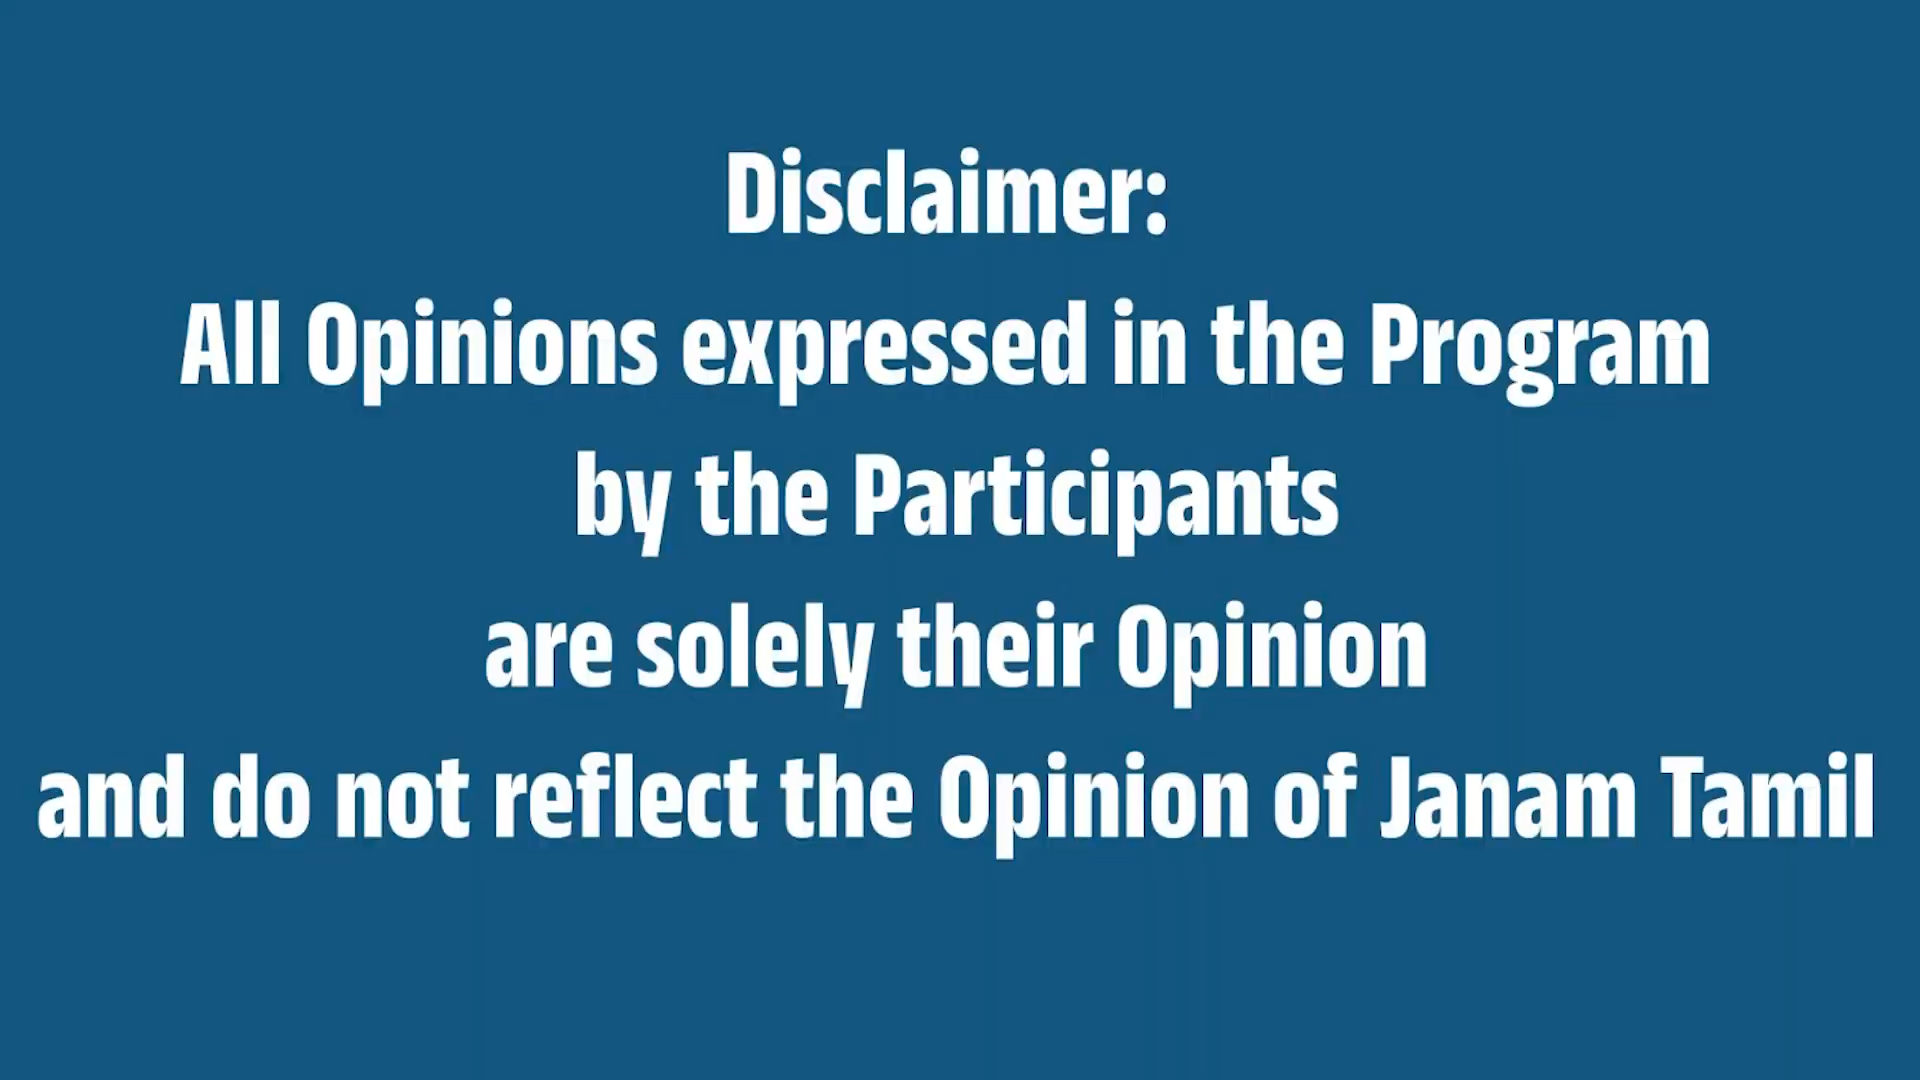 Disclaimer:
All Opinions expressed in the Program
by the Participants
are solely their Opinion
and do not reflect the Opinion of Janam Tamil